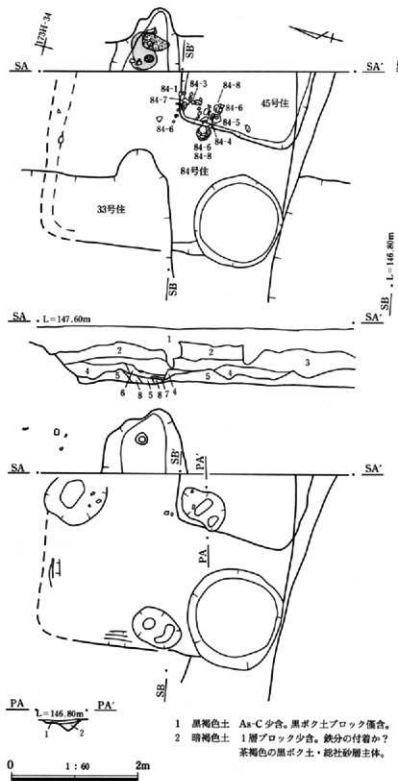 173H-34
SB'
SA
SA'
84-1
84-3
84-8
84-7
84-6
45号住
84-6
84-5
84-6
84-4
84-8
84号住
33号住
SB
L=146.80m
SB
SA L=147.60m
SA'
1
2
2
3
4
5
5
4
6
8 5 8 7 4
SB'
PA'
SA
SA'
PA
SB
PA L=146.80m PA'
1 2
1 黒褐色土 As-C 少含。黒ボク土ブロック僅含。
2 暗褐色土 1層ブロック少含。鉄分の付着か?
茶褐色の黒ボク土・総社砂層主体。
0 1:60 2m